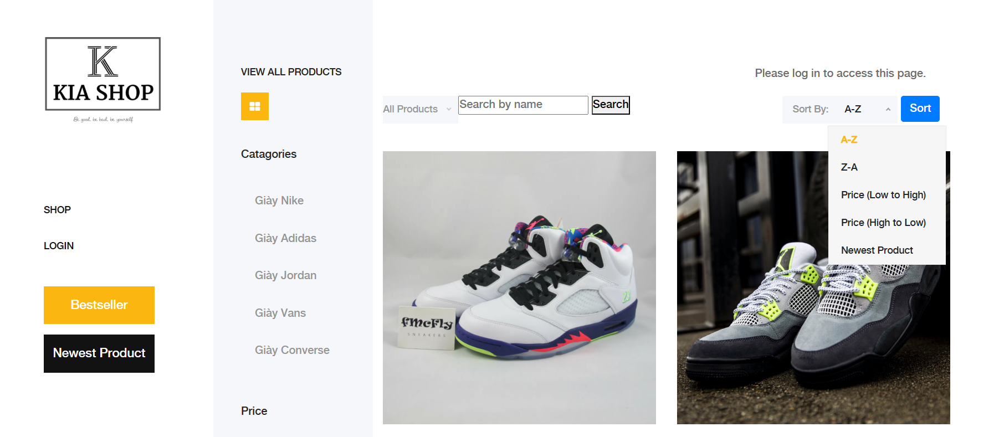 K
KIA SHOP
Be good, be bad, be yourself
SHOP
LOGIN
Bestseller
Newest Product
VIEW ALL PRODUCTS
Catagories
Giày Nike
Giày Adidas
Giày Jordan
Giày Vans
Giày Converse
Price
Please log in to access this page.
All Products
Search by name
Search
Sort By:
A-Z
Sort
A-Z
Z-A
Price (Low to High)
Price (High to Low)
Newest Product
23
fMcFly
SNEAKERS